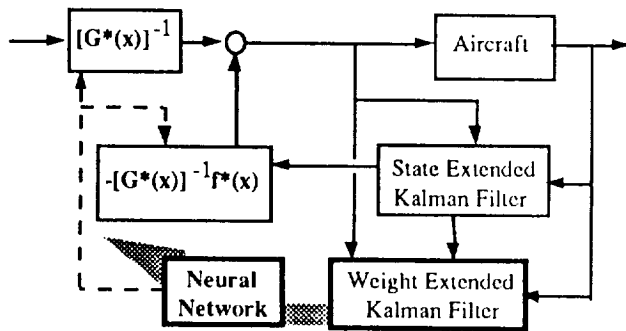 [G*(x)]⁻¹
Aircraft
-[G*(x)]⁻¹f*(x)
State Extended
Kalman Filter
Neural
Network
Weight Extended
Kalman Filter